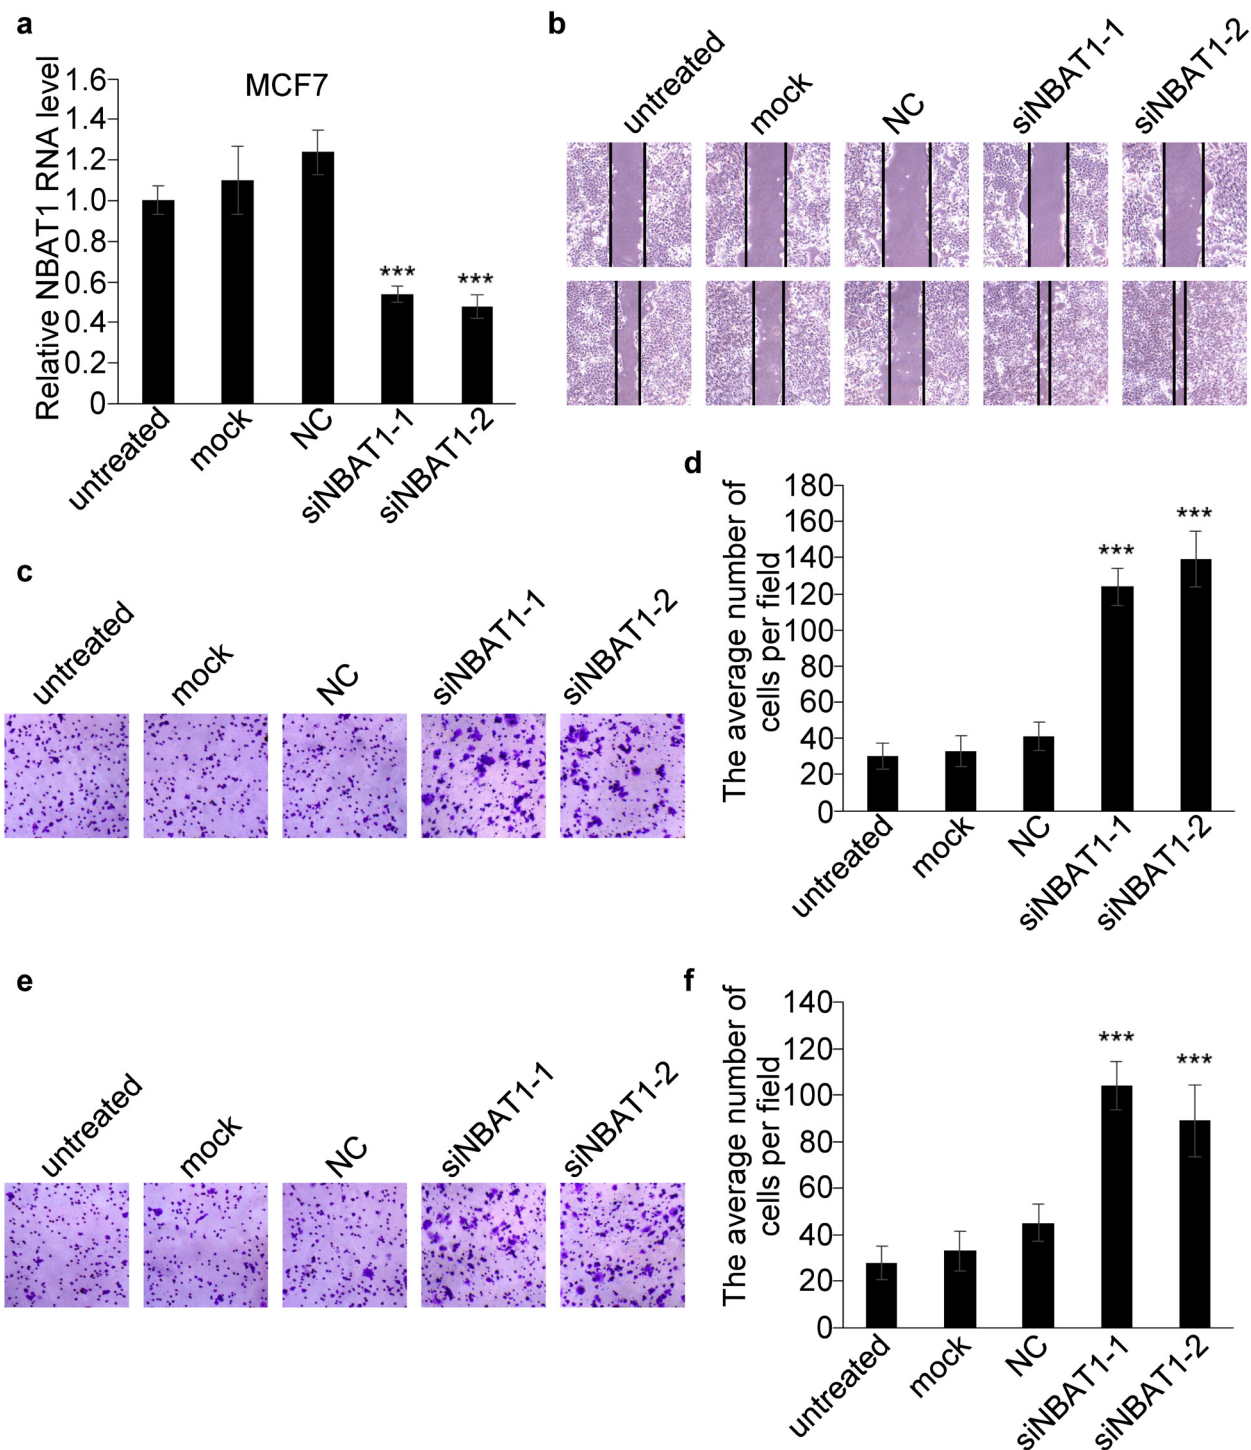 a
MCF7
Relative NBAT1 RNA level
1.6
1.4
1.2
1.0
0.8
0.6
0.4
0.2
0
***
***
untreated
mock
NC
siNBAT1-1
siNBAT1-2
b
untreated
mock
NC
siNBAT1-1
siNBAT1-2
c
untreated
mock
NC
siNBAT1-1
siNBAT1-2
d
The average number of
cells per field
180
160
140
120
100
80
60
40
20
0
***
***
untreated
mock
NC
siNBAT1-1
siNBAT1-2
e
untreated
mock
NC
siNBAT1-1
siNBAT1-2
f
The average number of
cells per field
140
120
100
80
60
40
20
0
***
***
untreated
mock
NC
siNBAT1-1
siNBAT1-2